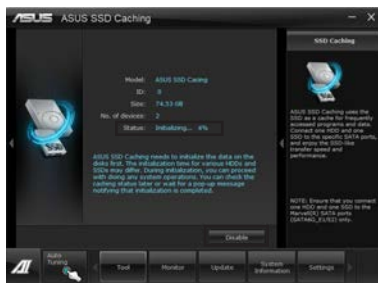 ASUS ASUS SSD Caching
SSD Caching
Model: ASUS SSD Caching
ID: 0
Size: 74.53 GB
No. of devices: 2
Status: Initializing... 4%
ASUS SSD Caching needs to initialize the data on the
disks first. The initialization time for various HDDs and
SSDs may differ. During initialization, you can proceed
with doing any system operations. You can check the
caching status later or wait for a pop-up message
notifying that initialization is completed.
ASUS SSD Caching uses the
SSD as a cache for frequently
accessed programs and data.
Connect one HDD and one
SSD to the specific SATA ports,
and enjoy the SSD-like
transfer speed and
performance.
NOTE: Ensure that you connect
one HDD and one SSD to the
Marvell(R) SATA ports
(SATA6G_E1/E2) only.
Disable
Auto
Tuning
Tool
Monitor
Update
System
Information
Settings